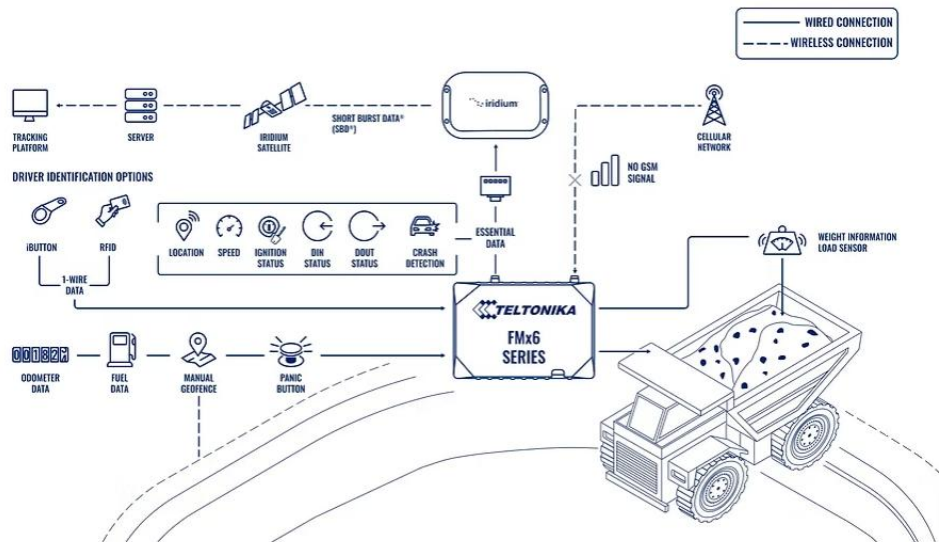 WIRED CONNECTION
WIRELESS CONNECTION
iridium
SHORT BURST DATA®
(SBD®)
TRACKING
PLATFORM
SERVER
IRIDIUM
SATELLITE
CELLULAR
NETWORK
NO GSM
SIGNAL
DRIVER IDENTIFICATION OPTIONS
iBUTTON
RFID
1-WIRE
DATA
LOCATION
SPEED
IGNITION
STATUS
DIN
STATUS
DOUT
STATUS
CRASH
DETECTION
ESSENTIAL
DATA
WEIGHT INFORMATION
LOAD SENSOR
TELTONIKA
FMx6
SERIES
ODOMETER
DATA
FUEL
DATA
MANUAL
GEOFENCE
PANIC
BUTTON